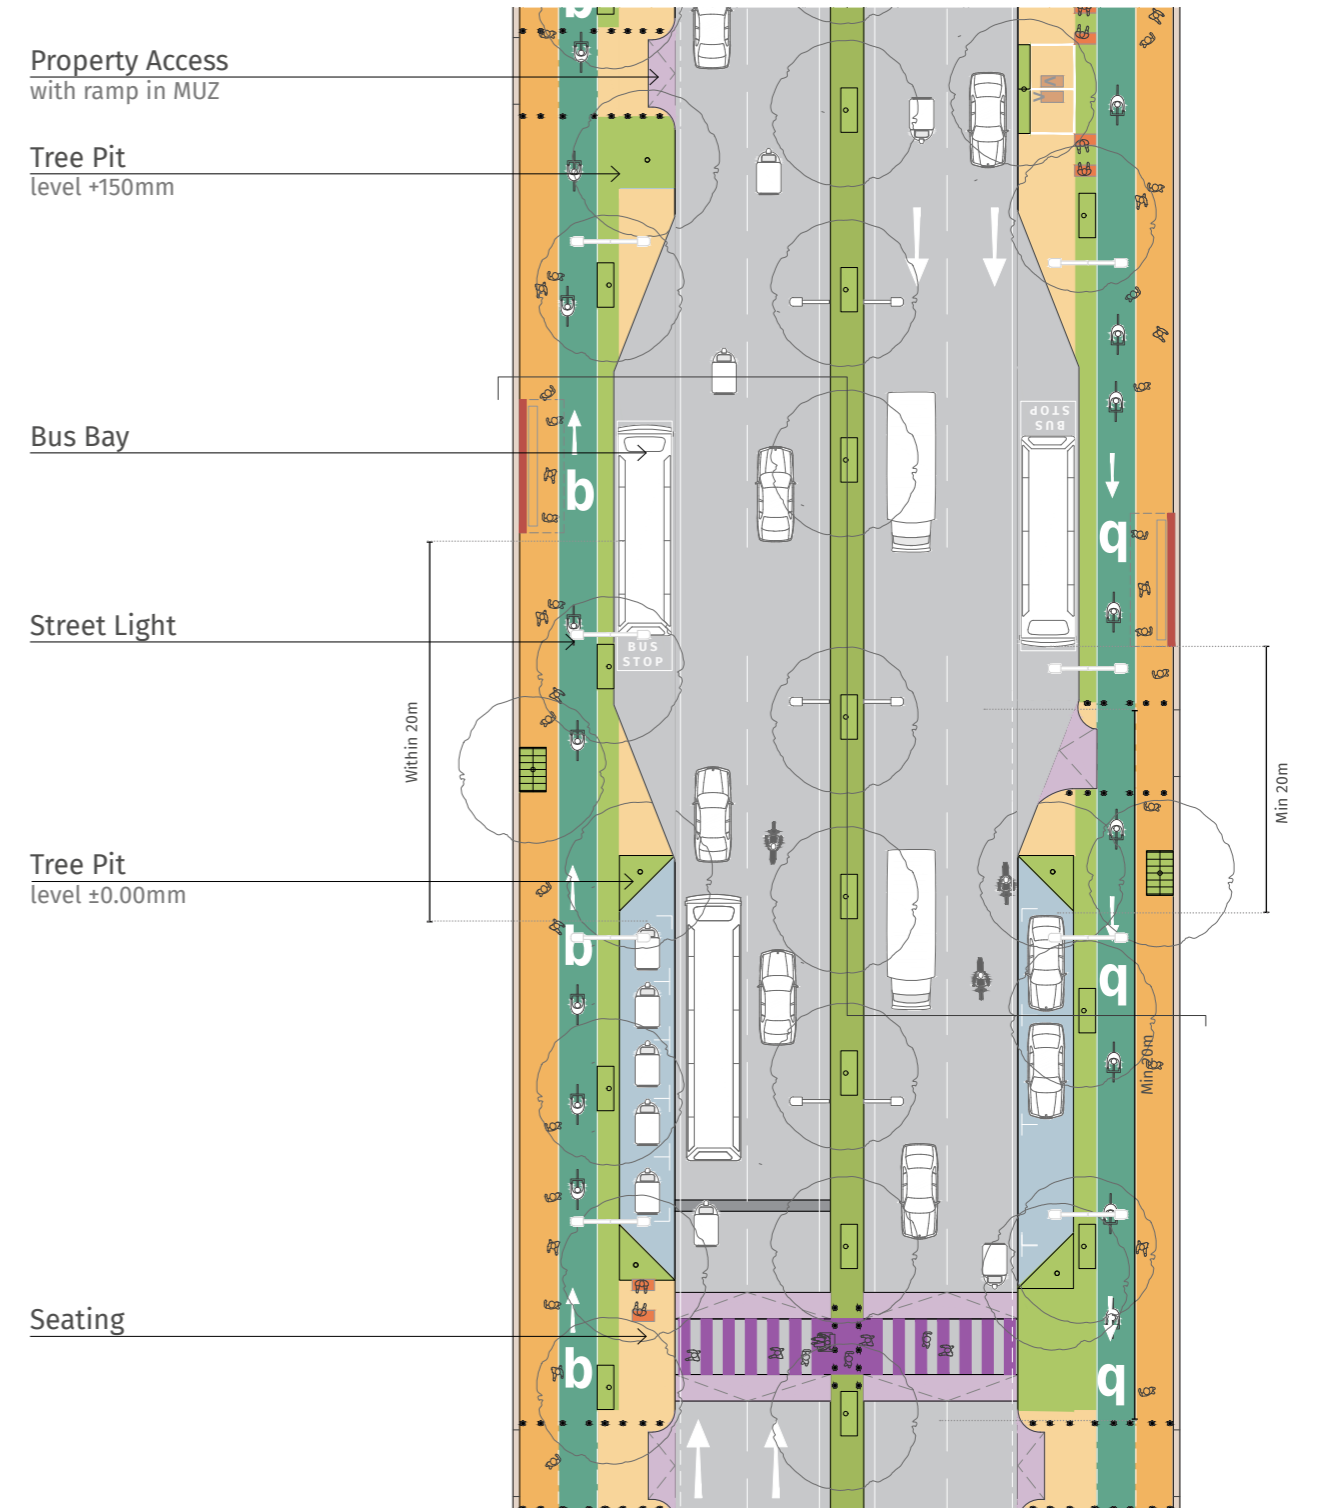 Property Access
with ramp in MUZ
Tree Pit
level +150mm
Bus Bay
BUS
STOP
Street Light
BUS
STOP
Within 20m
Min 20m
Tree Pit
level ±0.00mm
Min 20m
Seating